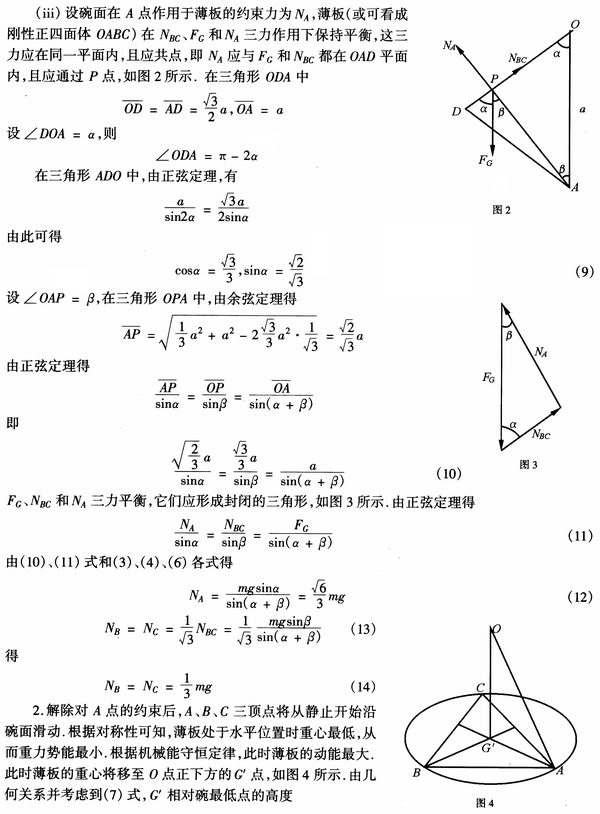 (iii) 设碗面在 A 点作用于薄板的约束力为 N_A,薄板(或可看成
刚性正四面体 OABC) 在 N_BC、F_G 和 N_A 三力作用下保持平衡,这三
力应在同一平面内,且应共点,即 N_A 应与 F_G 和 N_BC 都在 OAD 平面
内,且应通过 P 点,如图 2 所示. 在三角形 ODA 中
OD = AD = √3/2 a, OA = a
设 ∠DOA = α,则
∠ODA = π - 2α
在三角形 ADO 中,由正弦定理,有
a/sin2α = √3a/2sinα
由此可得
cosα = √3/3, sinα = √2/√3 (9)
设 ∠OAP = β,在三角形 OPA 中,由余弦定理得
AP = √(1/3 a² + a² - 2 √3/3 a² · 1/√3) = √2/√3 a
由正弦定理得
AP/sinα = OP/sinβ = OA/sin(α + β)
即
√(2/3) a/sinα = √3/3 a/sinβ = a/sin(α + β) (10)
F_G、N_BC 和 N_A 三力平衡,它们应形成封闭的三角形,如图 3 所示.由正弦定理得
N_A/sinα = N_BC/sinβ = F_G/sin(α + β) (11)
由(10)、(11) 式和(3)、(4)、(6) 各式得
N_A = mgsinα/sin(α + β) = √6/3 mg (12)
N_B = N_C = 1/√3 N_BC = 1/√3 mgsinβ/sin(α + β) (13)
得
N_B = N_C = 1/3 mg (14)
2.解除对 A 点的约束后,A、B、C 三顶点将从静止开始沿
碗面滑动.根据对称性可知,薄板处于水平位置时重心最低,从
而重力势能最小.根据机械能守恒定律,此时薄板的动能最大.
此时薄板的重心将移至 O 点正下方的 G′ 点,如图 4 所示.由几
何关系并考虑到(7) 式,G′ 相对碗最低点的高度
O
N_A
N_BC
α
P
D
α
β
a
F_G
β
A
图 2
β
N_A
F_G
α
N_BC
图 3
O
C
G′
B
A
图 4